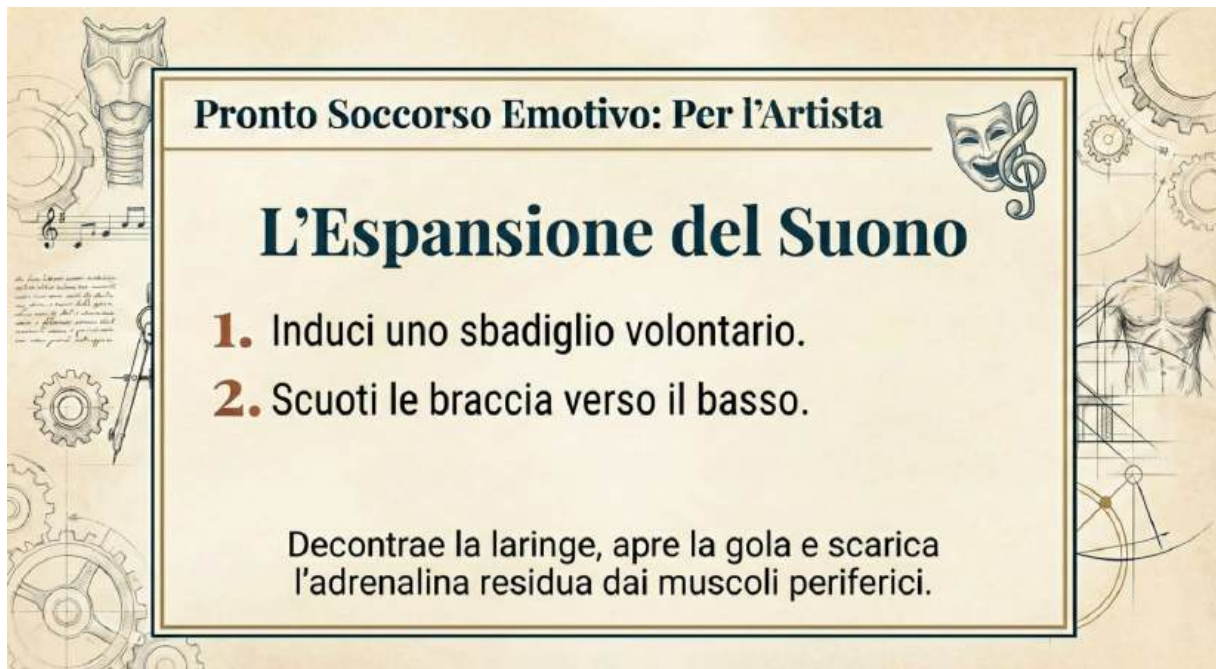 Pronto Soccorso Emotivo: Per l'Artista
L'Espansione del Suono
1. Induci uno sbadiglio volontario.
2. Scuoti le braccia verso il basso.
Decontrae la laringe, apre la gola e scarica
l'adrenalina residua dai muscoli periferici.